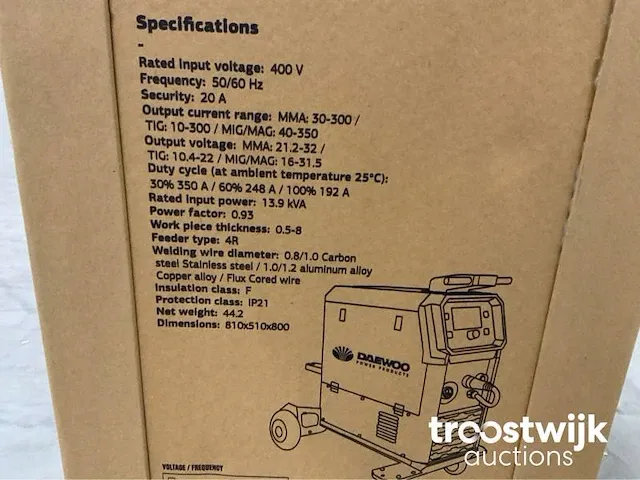 Specifications
-
Rated input voltage: 400 V
Frequency: 50/60 Hz
Security: 20 A
Output current range: MMA: 30-300 /
TIG: 10-300 / MIG/MAG: 40-350
Output voltage: MMA: 21.2-32 /
TIG: 10.4-22 / MIG/MAG: 16-31.5
Duty cycle (at ambient temperature 25°C):
30% 350 A / 60% 248 A / 100% 192 A
Rated input power: 13.9 kVA
Power factor: 0.93
Work piece thickness: 0.5-8
Feeder type: 4R
Welding wire diameter: 0.8/1.0 Carbon
steel Stainless steel / 1.0/1.2 aluminum alloy
Copper alloy / Flux Cored wire
Insulation class: F
Protection class: IP21
Net weight: 44.2
Dimensions: 810x510x800
DAEWOO
POWER PRODUCTS
VOLTAGE / FREQUENCY
troostwijk
auctions